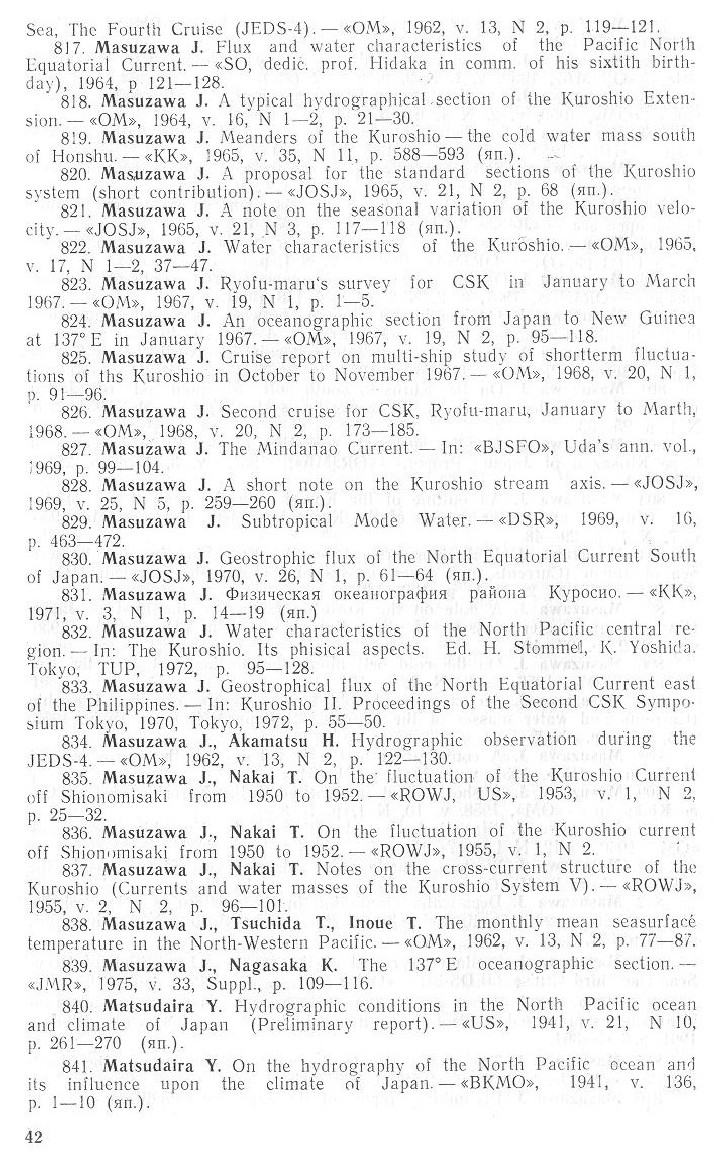 Sea, The Fourth Cruise (JEDS-4). — «OM», 1962, v. 13, N 2, p. 119—121.
817. Masuzawa J. Flux and water characteristics of the Pacific North
Equatorial Current. — «SO, dedic. prof. Hidaka in comm. of his sixtith birth-
day), 1964, p 121—128.
818. Masuzawa J. A typical hydrographical section of the Kuroshio Exten-
sion. — «OM», 1964, v. 16, N 1—2, p. 21—30.
819. Masuzawa J. Meanders of the Kuroshio — the cold water mass south
of Honshu. — «KK», 1965, v. 35, N 11, p. 588—593 (яп.).
820. Masuzawa J. A proposal for the standard sections of the Kuroshio
system (short contribution). — «JOSJ», 1965, v. 21, N 2, p. 68 (яп.).
821. Masuzawa J. A note on the seasonal variation of the Kuroshio velo-
city. — «JOSJ», 1965, v. 21, N 3, p. 117—118 (яп.).
822. Masuzawa J. Water characteristics of the Kuroshio. — «OM», 1965,
v. 17, N 1—2, 37—47.
823. Masuzawa J. Ryofu-maru's survey for CSK in January to March
1967. — «OM», 1967, v. 19, N 1, p. 1—5.
824. Masuzawa J. An oceanographic section from Japan to New Guinea
at 137° E in January 1967. — «OM», 1967, v. 19, N 2, p. 95—118.
825. Masuzawa J. Cruise report on multi-ship study of shortterm fluctua-
tions of ths Kuroshio in October to November 1967. — «OM», 1968, v. 20, N 1,
p. 91—96.
826. Masuzawa J. Second cruise for CSK, Ryofu-maru, January to Marth,
1968. — «OM», 1968, v. 20, N 2, p. 173—185.
827. Masuzawa J. The Mindanao Current. — In: «BJSFO», Uda's ann. vol.,
1969, p. 99—104.
828. Masuzawa J. A short note on the Kuroshio stream axis. — «JOSJ»,
1969, v. 25, N 5, p. 259—260 (яп.).
829. Masuzawa J. Subtropical Mode Water. — «DSR», 1969, v. 16,
p. 463—472.
830. Masuzawa J. Geostrophic flux of the North Equatorial Current South
of Japan. — «JOSJ», 1970, v. 26, N 1, p. 61—64 (яп.).
831. Masuzawa J. Физическая океанография района Куросио. — «KK»,
1971, v. 3, N 1, p. 14—19 (яп.)
832. Masuzawa J. Water characteristics of the North Pacific central re-
gion. — In: The Kuroshio. Its phisical aspects. Ed. H. Stommel, K. Yoshida.
Tokyo, TUP, 1972, p. 95—128.
833. Masuzawa J. Geostrophical flux of the North Equatorial Current east
of the Philippines. — In: Kuroshio II. Proceedings of the Second CSK Sympo-
sium Tokyo, 1970, Tokyo, 1972, p. 55—50.
834. Masuzawa J., Akamatsu H. Hydrographic observation during the
JEDS-4. — «OM», 1962, v. 13, N 2, p. 122—130.
835. Masuzawa J., Nakai T. On the fluctuation of the Kuroshio Current
off Shionomisaki from 1950 to 1952. — «ROWJ, US», 1953, v. 1, N 2,
p. 25—32.
836. Masuzawa J., Nakai T. On the fluctuation of the Kuroshio current
off Shionomisaki from 1950 to 1952. — «ROWJ», 1955, v. 1, N 2.
837. Masuzawa J., Nakai T. Notes on the cross-current structure of the
Kuroshio (Currents and water masses of the Kuroshio System V). — «ROWJ»,
1955, v. 2, N 2, p. 96—101.
838. Masuzawa J., Tsuchida T., Inoue T. The monthly mean seasurface
temperature in the North-Western Pacific. — «OM», 1962, v. 13, N 2, p. 77—87.
839. Masuzawa J., Nagasaka K. The 137° E oceanographic section. —
«JMR», 1975, v. 33, Suppl., p. 109—116.
840. Matsudaira Y. Hydrographic conditions in the North Pacific ocean
and climate of Japan (Preliminary report). — «US», 1941, v. 21, N 10,
p. 261—270 (яп.).
841. Matsudaira Y. On the hydrography of the North Pacific ocean and
its influence upon the climate of Japan. — «BKMO», 1941, v. 136,
p. 1—10 (яп.).
42